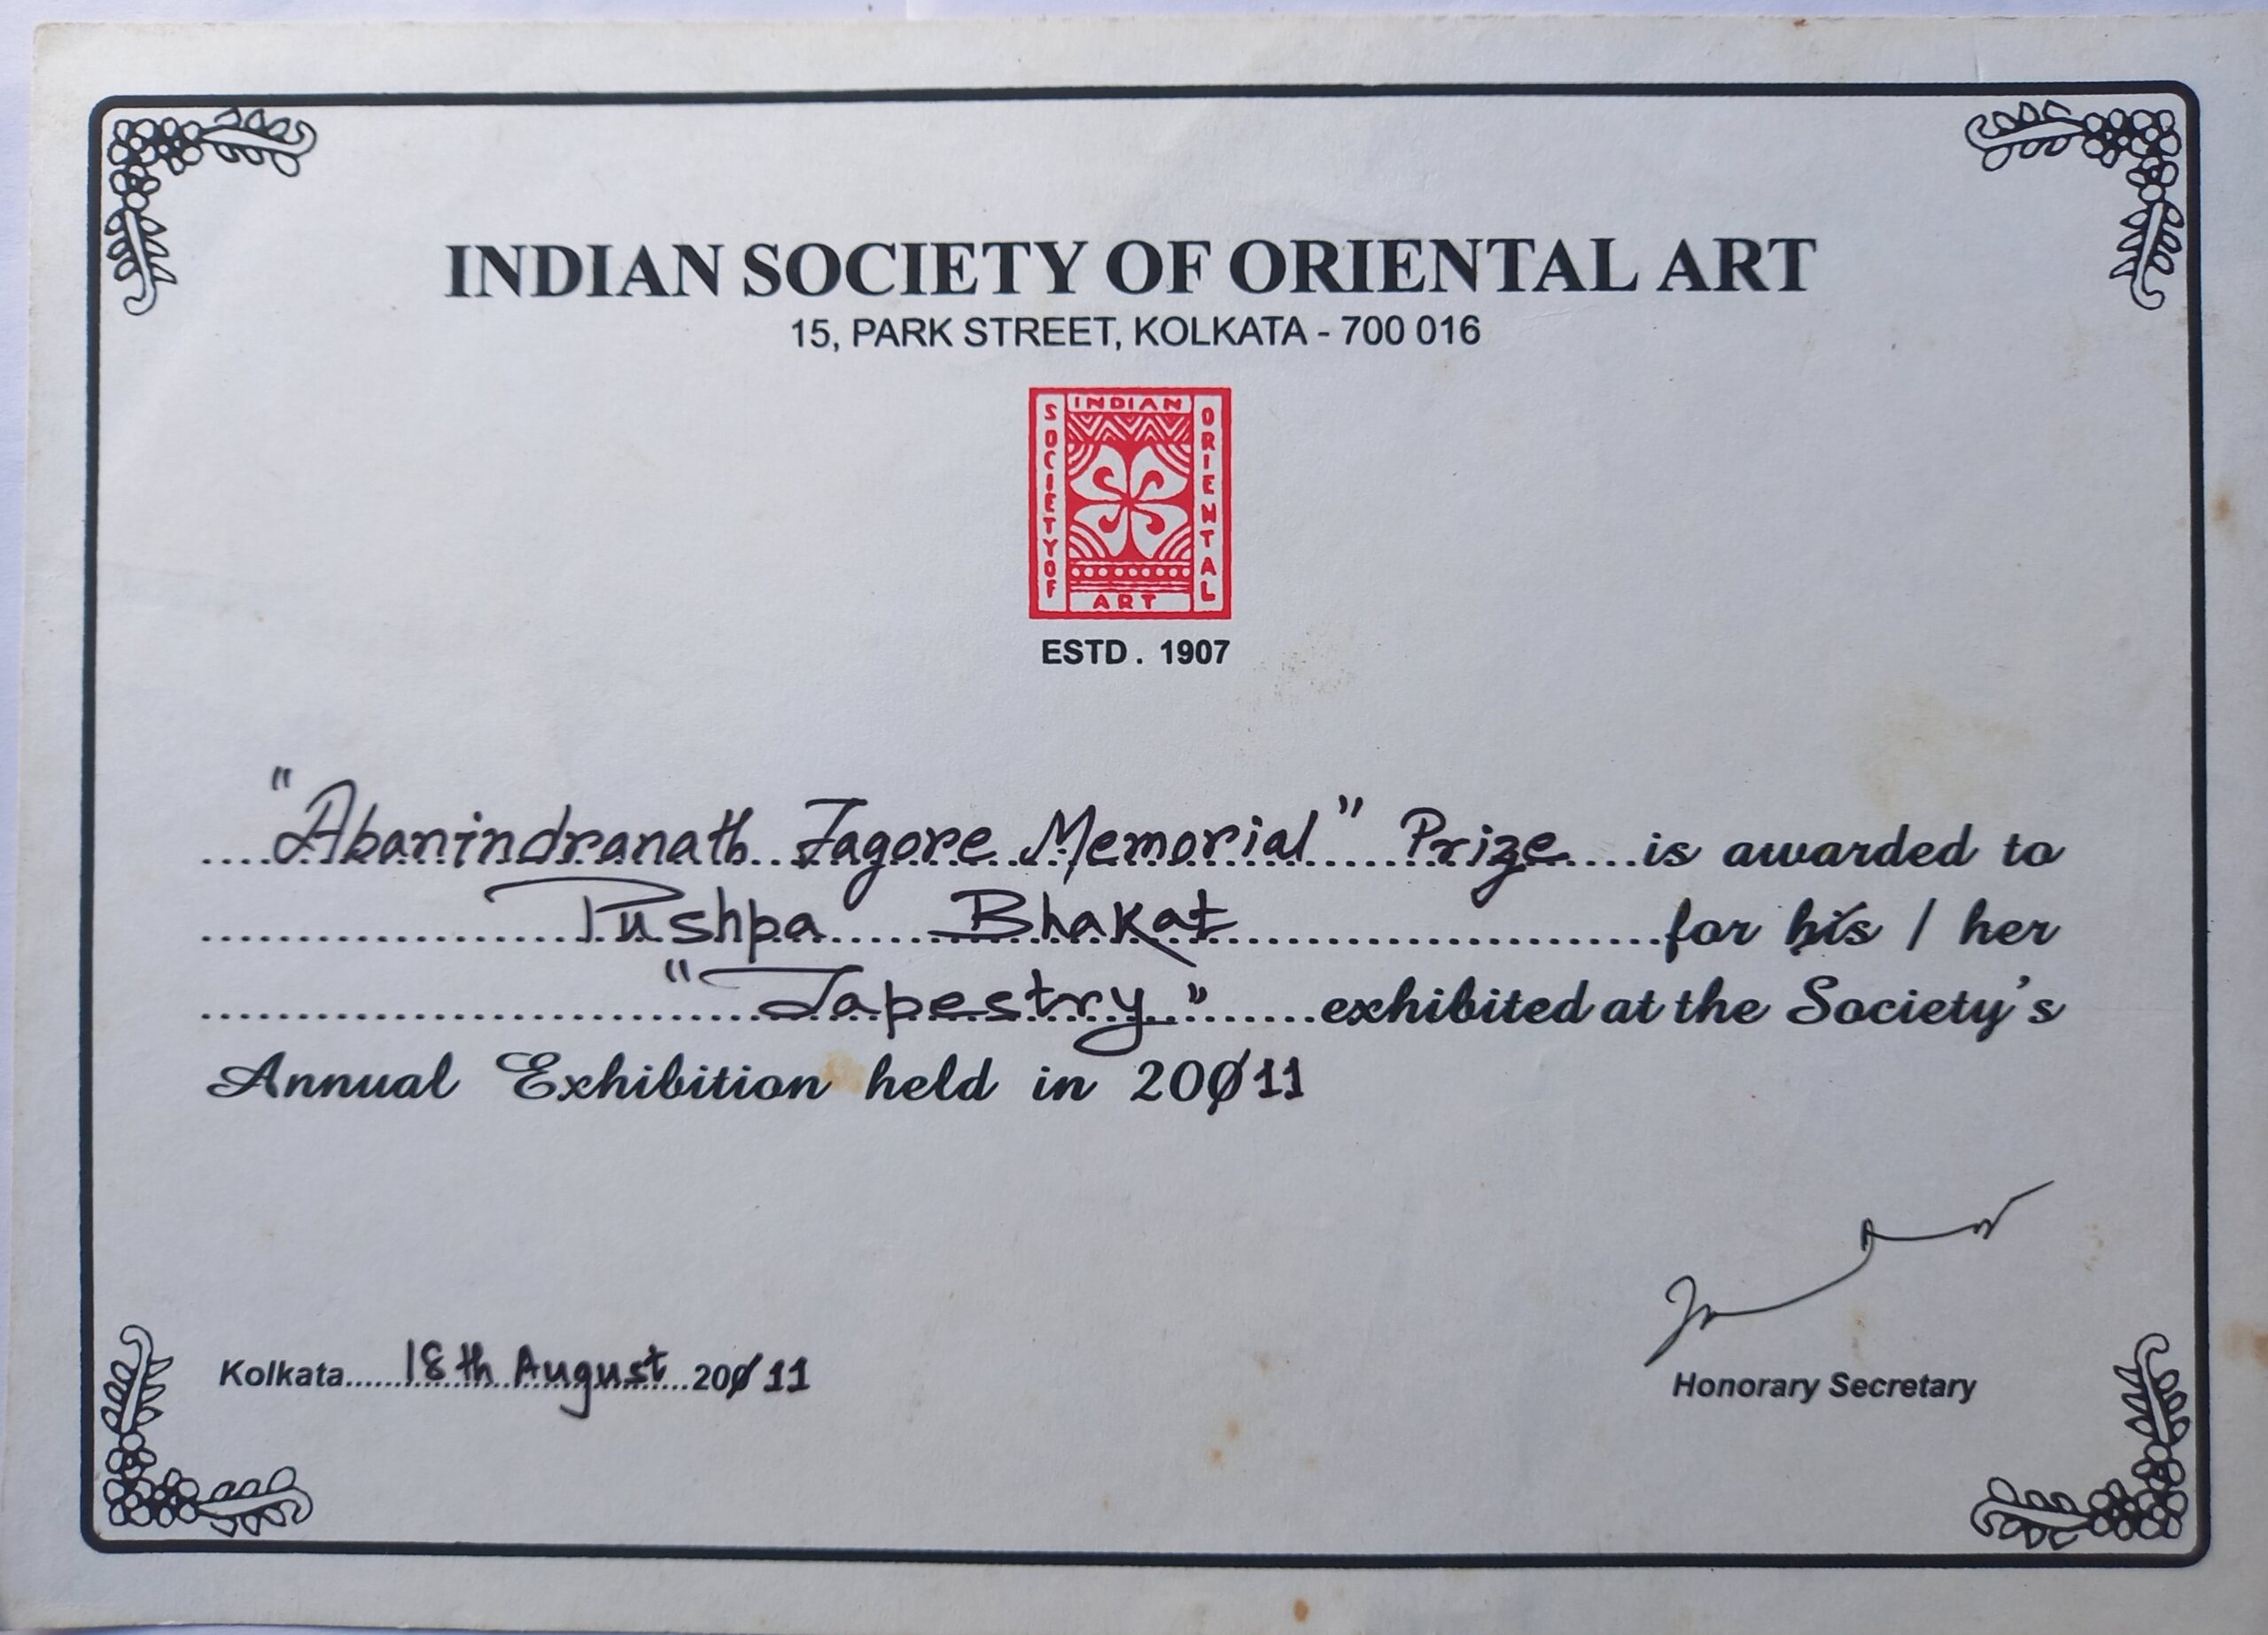 INDIAN SOCIETY OF ORIENTAL ART
15, PARK STREET, KOLKATA - 700 016
INDIAN
SOCIETY OF
ORIENTAL
ART
ESTD. 1907
"Abanindranath Tagore Memorial" Prize is awarded to
Pushpa Bhakat for his / her
"Tapestry" exhibited at the Society's
Annual Exhibition held in 20011
Kolkata 18th August 20011
Honorary Secretary